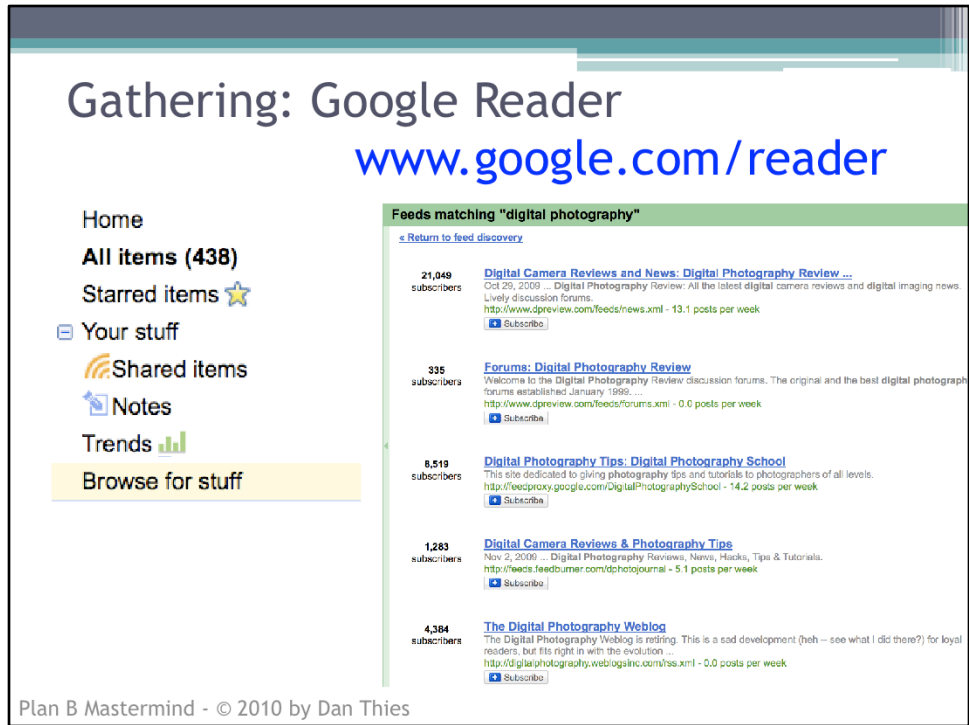 Gathering: Google Reader
www.google.com/reader
Home
All items (438)
Starred items
Your stuff
Shared items
Notes
Trends
Browse for stuff
Feeds matching "digital photography"
« Return to feed discovery
21,049
subscribers
Digital Camera Reviews and News: Digital Photography Review ...
Oct 29, 2009 ... Digital Photography Review: All the latest digital camera reviews and digital imaging news.
Lively discussion forums.
http://www.dpreview.com/feeds/news.xml - 13.1 posts per week
Subscribe
335
subscribers
Forums: Digital Photography Review
Welcome to the Digital Photography Review discussion forums. The original and the best digital photograph
forums established January 1999. ...
http://www.dpreview.com/feeds/forums.xml - 0.0 posts per week
Subscribe
8,519
subscribers
Digital Photography Tips: Digital Photography School
This site dedicated to giving photography tips and tutorials to photographers of all levels.
http://feedproxy.google.com/DigitalPhotographySchool - 14.2 posts per week
Subscribe
1,283
subscribers
Digital Camera Reviews & Photography Tips
Nov 2, 2009 ... Digital Photography Reviews, News, Hacks, Tips & Tutorials.
http://feeds.feedburner.com/dphotojournal - 5.1 posts per week
Subscribe
4,384
subscribers
The Digital Photography Weblog
The Digital Photography Weblog is retiring. This is a sad development (heh – see what I did there?) for loyal
readers, but fits right in with the evolution ...
http://digitalphotography.weblogsinc.com/rss.xml - 0.0 posts per week
Subscribe
Plan B Mastermind - © 2010 by Dan Thies